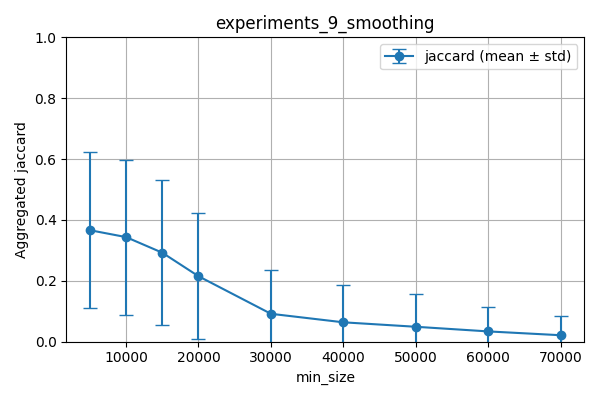 experiments_9_smoothing
1.0
jaccard (mean ± std)
0.8
0.6
0.4
0.2
0.0
Aggregated jaccard
10000 20000 30000 40000 50000 60000 70000
min_size